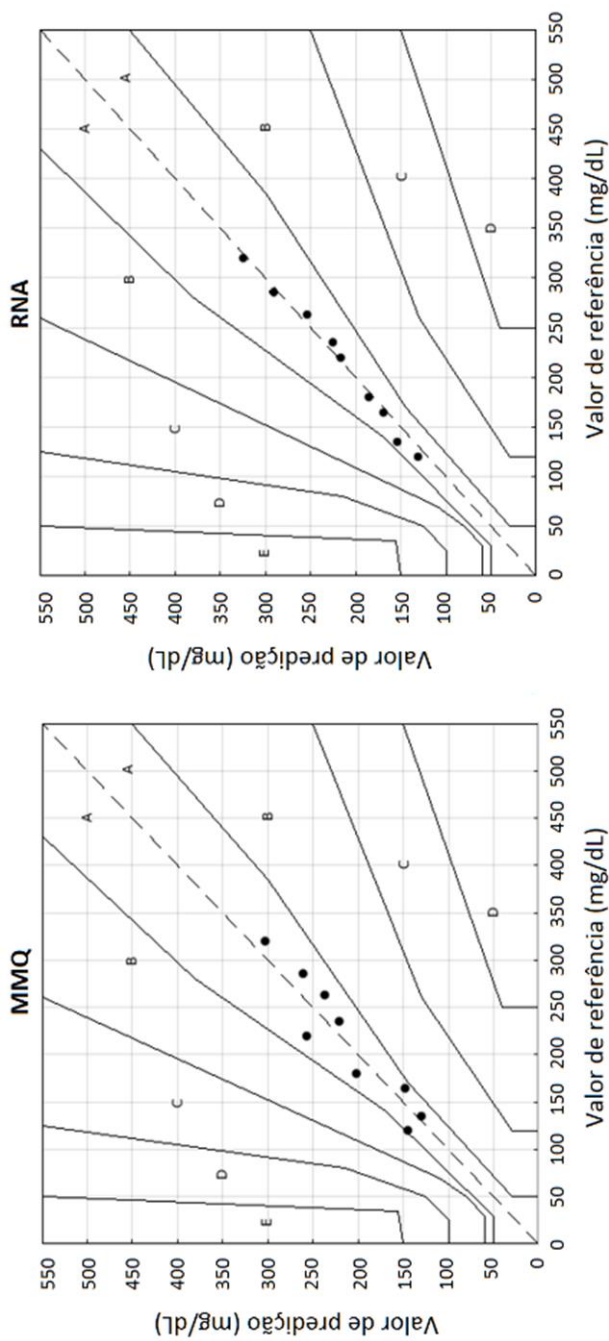 MMQ
Valor de predição (mg/dL)
550
500
450
400
350
300
250
200
150
100
50
0
A
A
B
B
C
C
D
D
E
0 50 100 150 200 250 300 350 400 450 500 550
Valor de referência (mg/dL)
RNA
Valor de predição (mg/dL)
550
500
450
400
350
300
250
200
150
100
50
0
A
A
B
B
C
C
D
D
E
0 50 100 150 200 250 300 350 400 450 500 550
Valor de referência (mg/dL)